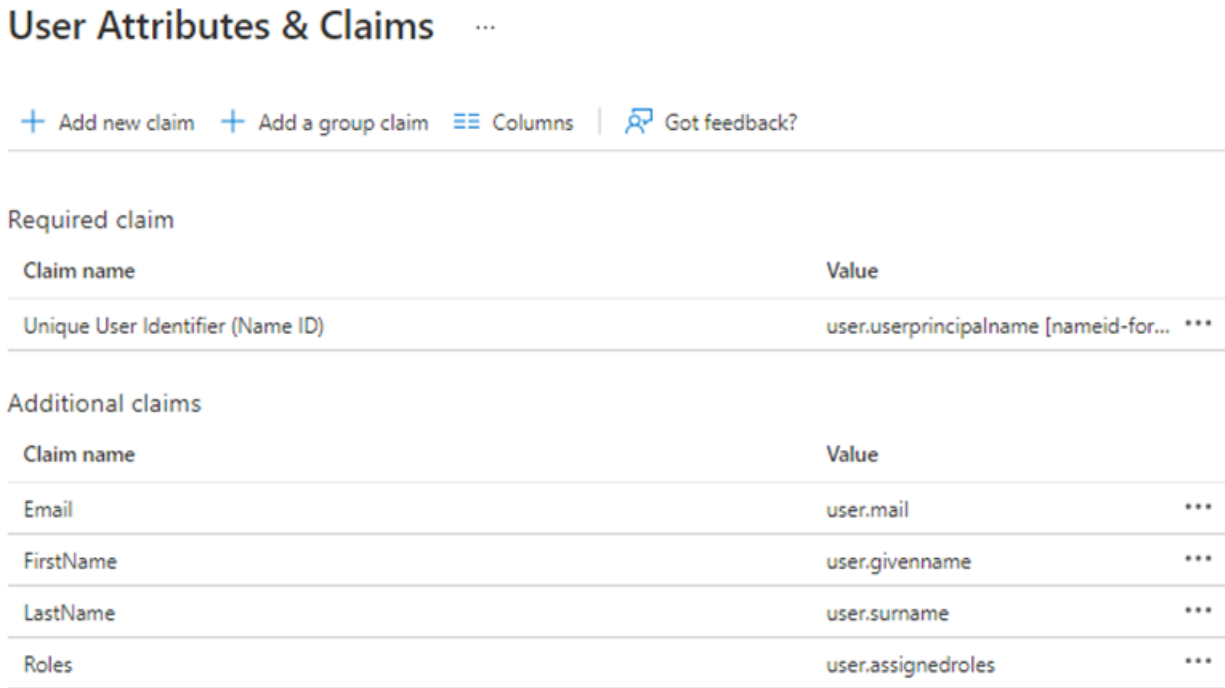 User Attributes & Claims ...
+ Add new claim + Add a group claim Columns Got feedback?
Required claim
Claim name Value
Unique User Identifier (Name ID) user.userprincipalname [nameid-for... ...
Additional claims
Claim name Value
Email user.mail ...
FirstName user.givenname ...
LastName user.surname ...
Roles user.assignedroles ...